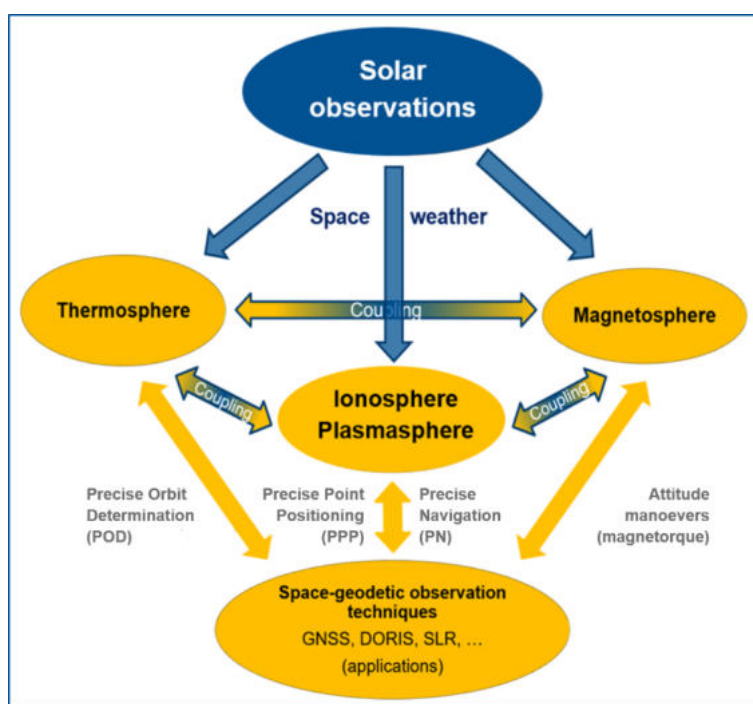 Solar
observations
Space weather
Thermosphere
Coupling
Magnetosphere
Coupling
Ionosphere
Plasmasphere
Coupling
Precise Orbit
Determination
(POD)
Precise Point
Positioning
(PPP)
Precise
Navigation
(PN)
Attitude
manoevers
(magnetorque)
Space-geodetic observation
techniques
GNSS, DORIS, SLR, ...
(applications)